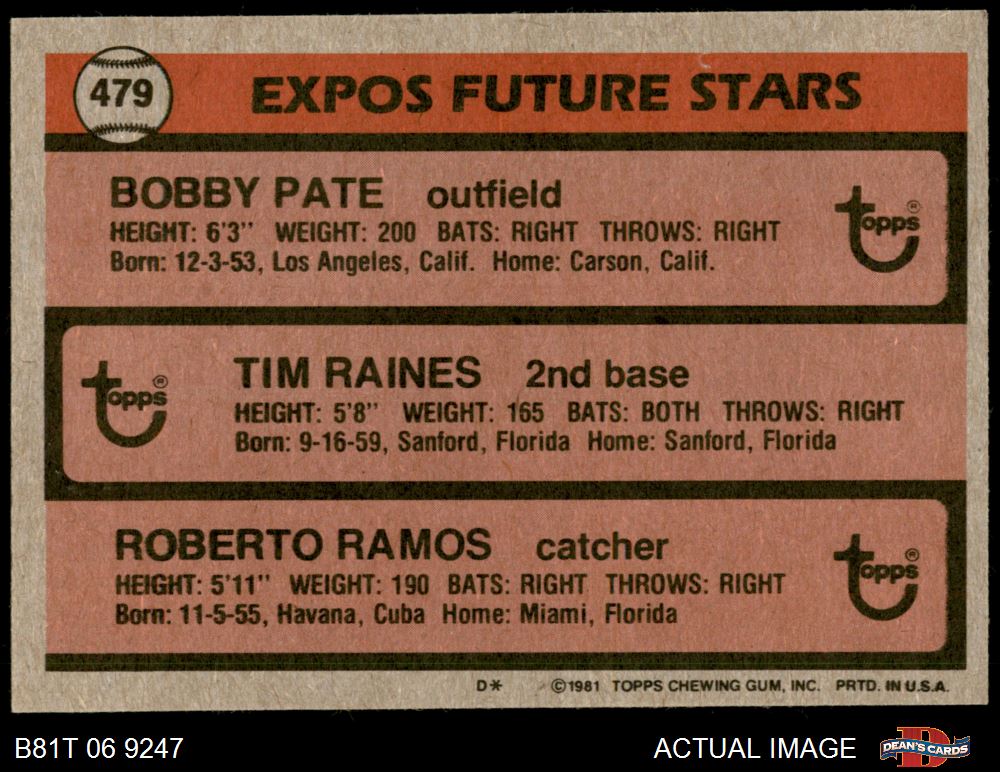 479
EXPOS FUTURE STARS
BOBBY PATE outfield
HEIGHT: 6'3" WEIGHT: 200 BATS: RIGHT THROWS: RIGHT
Born: 12-3-53, Los Angeles, Calif. Home: Carson, Calif.
topps®
TIM RAINES 2nd base
HEIGHT: 5'8" WEIGHT: 165 BATS: BOTH THROWS: RIGHT
Born: 9-16-59, Sanford, Florida Home: Sanford, Florida
topps®
ROBERTO RAMOS catcher
HEIGHT: 5'11" WEIGHT: 190 BATS: RIGHT THROWS: RIGHT
Born: 11-5-55, Havana, Cuba Home: Miami, Florida
topps®
D* ©1981 TOPPS CHEWING GUM, INC. PRTD. IN U.S.A.
B81T 06 9247
ACTUAL IMAGE
D
DEAN'S CARDS